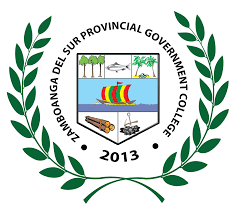 ZAMBOANGA DEL SUR PROVINCIAL GOVERNMENT COLLEGE
• 2013 •